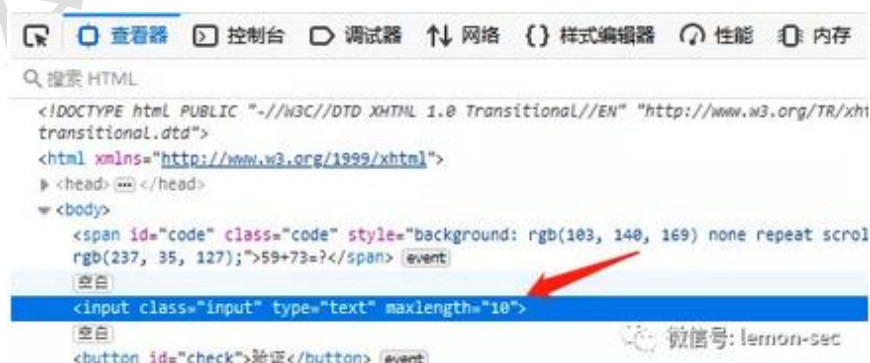 查看器 控制台 调试器 网络 {} 样式编辑器 性能 内存
搜索 HTML
<!DOCTYPE html PUBLIC "-//W3C//DTD XHTML 1.0 Transitional//EN" "http://www.w3.org/TR/xht
transitional.dtd">
<html xmlns="http://www.w3.org/1999/xhtml">
<head> ••• </head>
<body>
<span id="code" class="code" style="background: rgb(103, 140, 169) none repeat scrol
rgb(237, 35, 127);">59+73=?</span> event
空白
<input class="input" type="text" maxlength="10">
空白
微信号: lemon-sec
<button id="check">验证</button> event